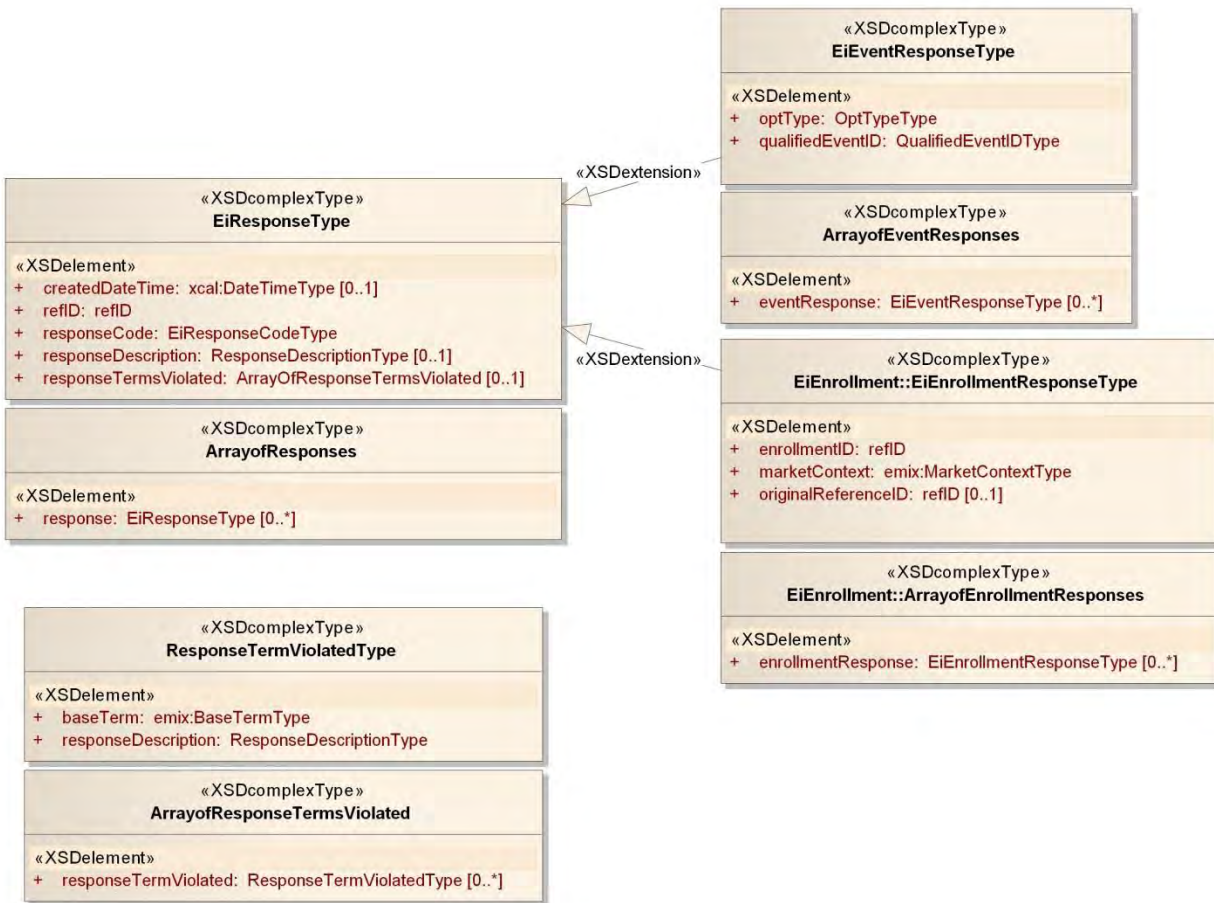 «XSDcomplexType»
EiEventResponseType
«XSDelement»
+ optType: OptTypeType
+ qualifiedEventID: QualifiedEventIDType
«XSDextension»
«XSDcomplexType»
EiResponseType
«XSDelement»
+ createdDateTime: xcal:DateTimeType [0..1]
+ refID: refID
+ responseCode: EiResponseCodeType
+ responseDescription: ResponseDescriptionType [0..1]
+ responseTermsViolated: ArrayOfResponseTermsViolated [0..1]
«XSDcomplexType»
ArrayofEventResponses
«XSDelement»
+ eventResponse: EiEventResponseType [0..*]
«XSDextension»
«XSDcomplexType»
EiEnrollment::EiEnrollmentResponseType
«XSDelement»
+ enrollmentID: refID
+ marketContext: emix:MarketContextType
+ originalReferenceID: refID [0..1]
«XSDcomplexType»
ArrayofResponses
«XSDelement»
+ response: EiResponseType [0..*]
«XSDcomplexType»
EiEnrollment::ArrayofEnrollmentResponses
«XSDelement»
+ enrollmentResponse: EiEnrollmentResponseType [0..*]
«XSDcomplexType»
ResponseTermViolatedType
«XSDelement»
+ baseTerm: emix:BaseTermType
+ responseDescription: ResponseDescriptionType
«XSDcomplexType»
ArrayofResponseTermsViolated
«XSDelement»
+ responseTermViolated: ResponseTermViolatedType [0..*]